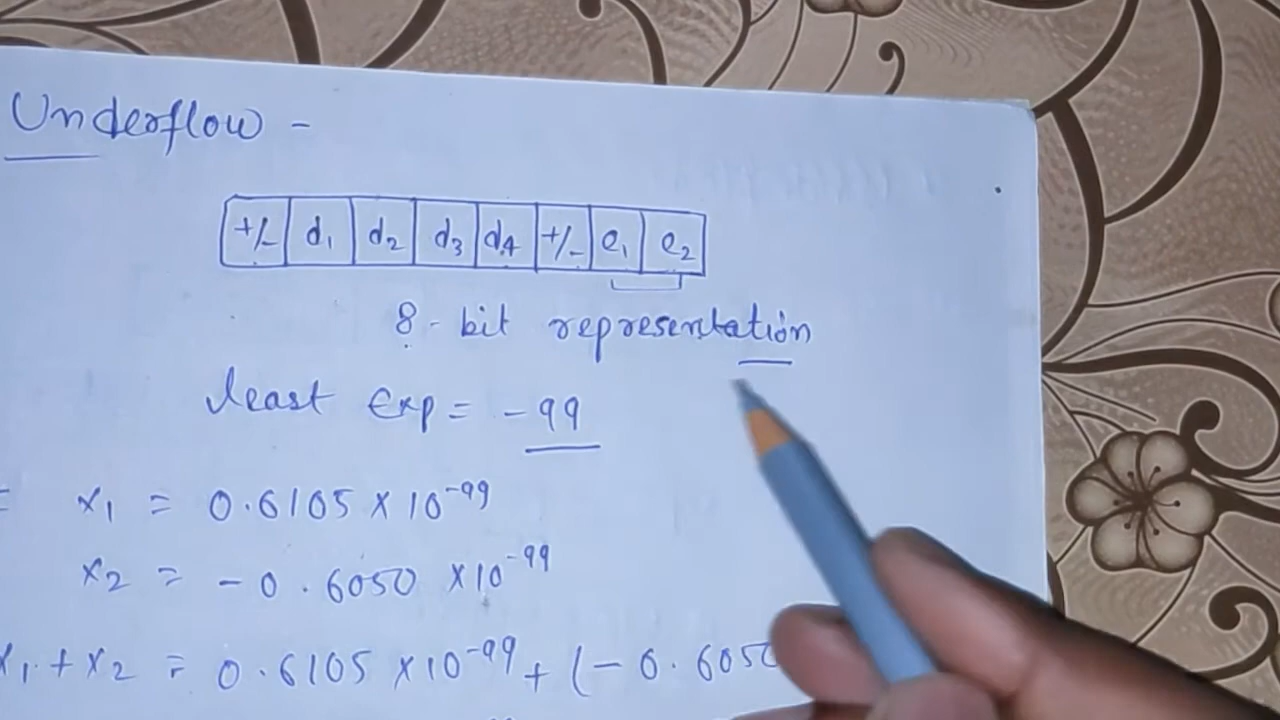 Underflow -
+/- d₁ d₂ d₃ d₄ +/- e₁ e₂
8-bit representation
least Exp = -99
= x₁ = 0.6105 × 10⁻⁹⁹
x₂ = -0.6050 × 10⁻⁹⁹
x₁ + x₂ = 0.6105 × 10⁻⁹⁹ + (-0.6050